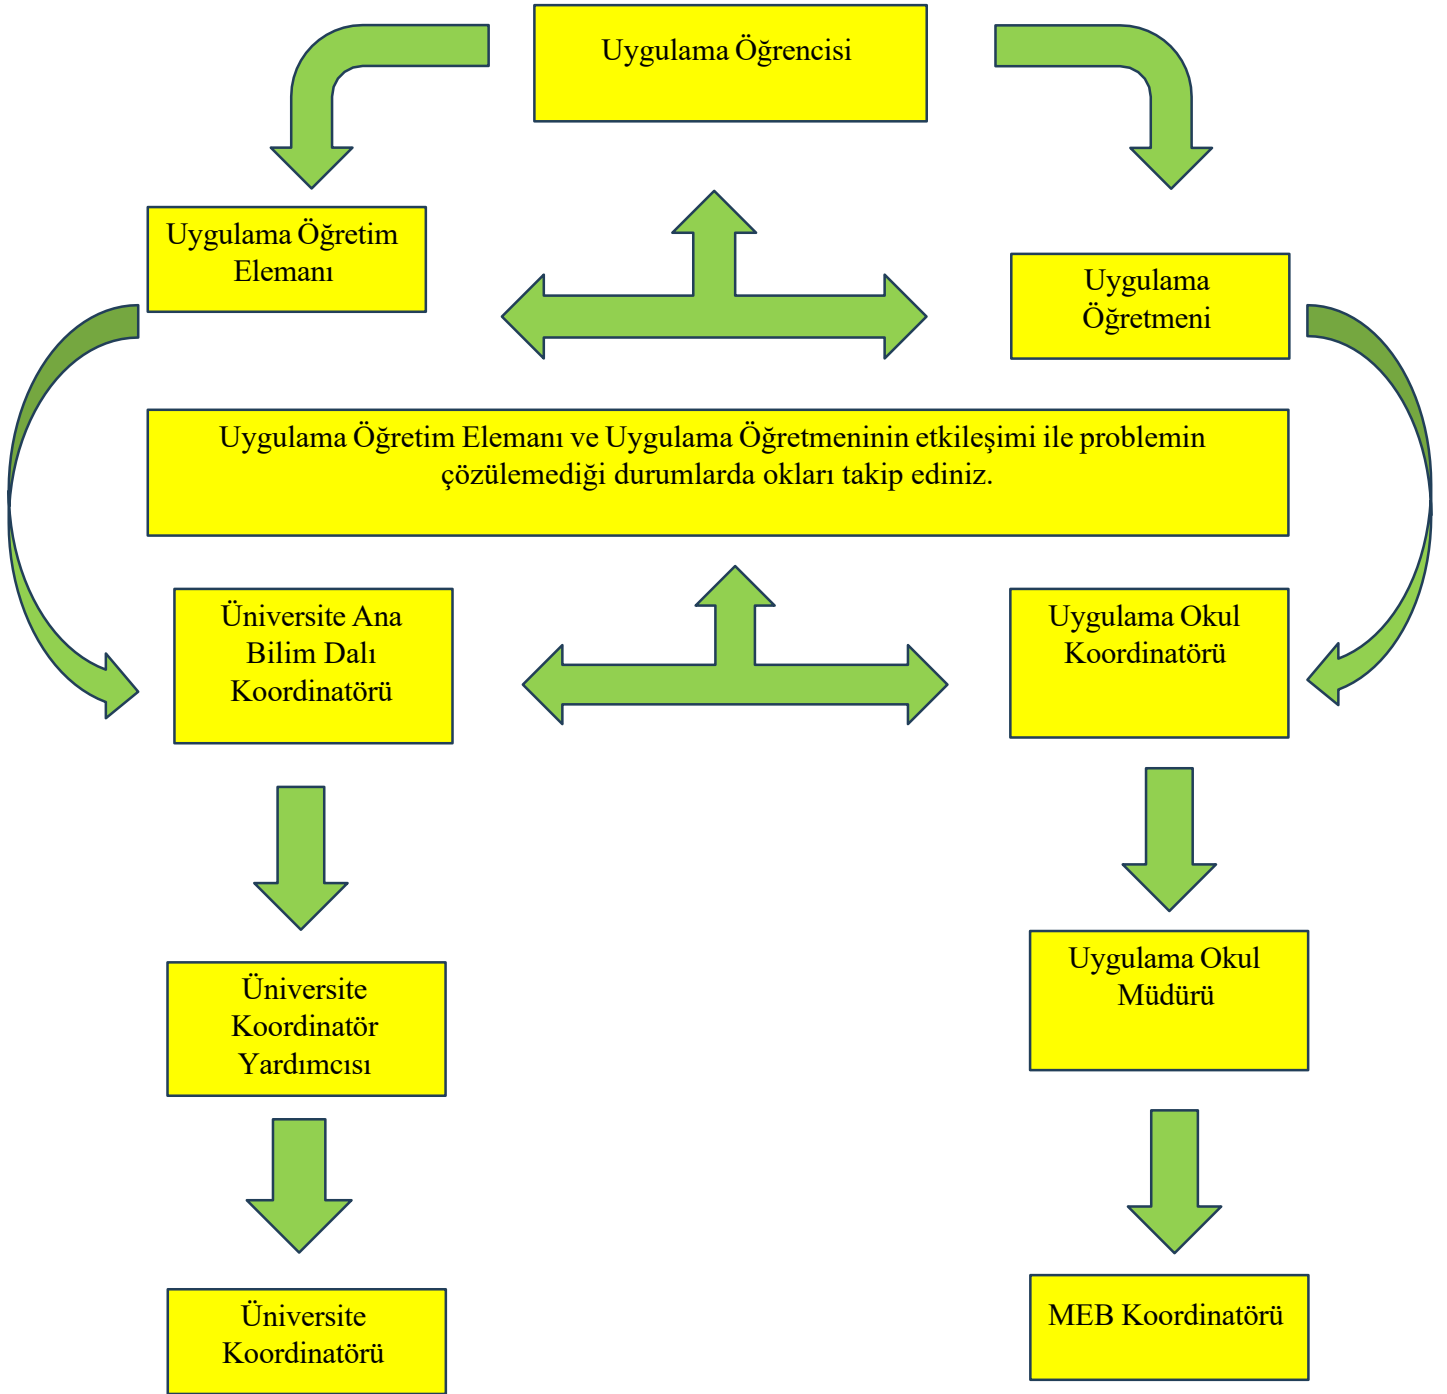 Uygulama Öğrencisi
Uygulama Öğretim
Elemanı
Uygulama
Öğretmeni
Uygulama Öğretim Elemanı ve Uygulama Öğretmeninin etkileşimi ile problemin
çözülemediği durumlarda okları takip ediniz.
Üniversite Ana
Bilim Dalı
Koordinatörü
Uygulama Okul
Koordinatörü
Üniversite
Koordinatör
Yardımcısı
Uygulama Okul
Müdürü
Üniversite
Koordinatörü
MEB Koordinatörü